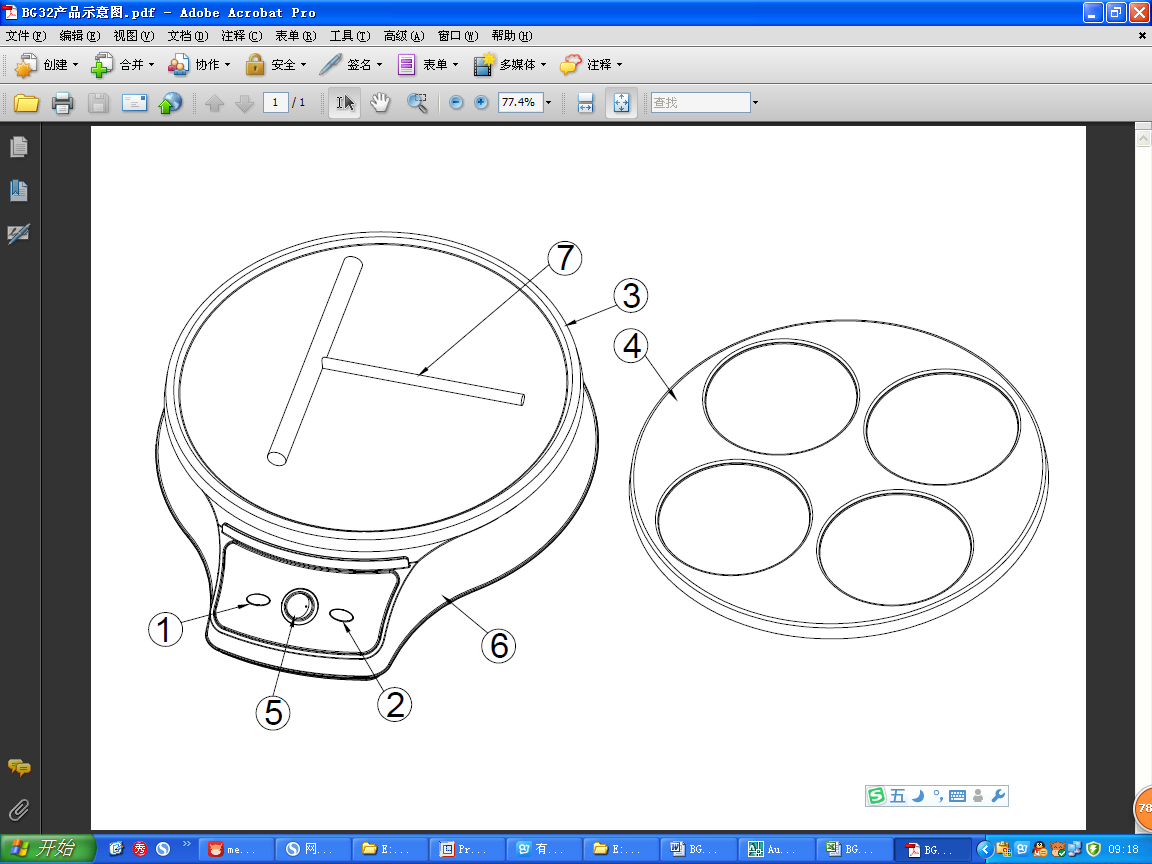 BG32产品示意图.pdf - Adobe Acrobat Pro
文件(F) 编辑(E) 视图(V) 文档(D) 注释(C) 表单(R) 工具(T) 高级(A) 窗口(W) 帮助(H)
创建 合并 协作 安全 签名 表单 多媒体 注释
1 / 1 77.4% 查找
7
3
4
1
6
5
2
五
78
开始 me... 网... E:... Pr... 有... E:... BG... Au... BG... BG... 09:18